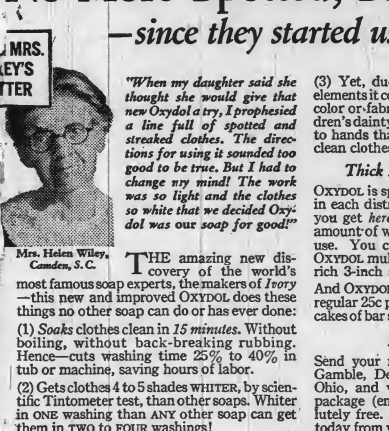 —since they started us
MRS.
EY'S
TTER
"When my daughter said she
thought she would give that
new Oxydol a try, I prophesied
a line full of spotted and
streaked clothes. The direc-
tions for using it sounded too
good to be true. But I had to
change my mind! The work
was so light and the clothes
so white that we decided Oxy-
dol was our soap for good!"
Mrs. Helen Wiley,
Camden, S. C.
THE amazing new dis-
covery of the world's
most famous soap experts, the makers of Ivory
—this new and improved OXYDOL does these
things no other soap can do or has ever done:
(1) Soaks clothes clean in 15 minutes. Without
boiling, without back-breaking rubbing.
Hence—cuts washing time 25% to 40% in
tub or machine, saving hours of labor.
(2) Gets clothes 4 to 5 shades WHITER, by scien-
tific Tintometer test, than other soaps. Whiter
in ONE washing than ANY other soap can get
them in TWO to FOUR washings!
(3) Yet, du
elements it co
color or fab
dren's dainty
to hands tha
clean clothes
Thick
OXYDOL is sp
in each distr
you get here
amount of w
use. You c
OXYDOL mul
rich 3-inch
And OXYDOL
regular 25c p
cakes of bar s
Send your n
Gamble, De
Ohio, and
package (en
lutely free.
today from